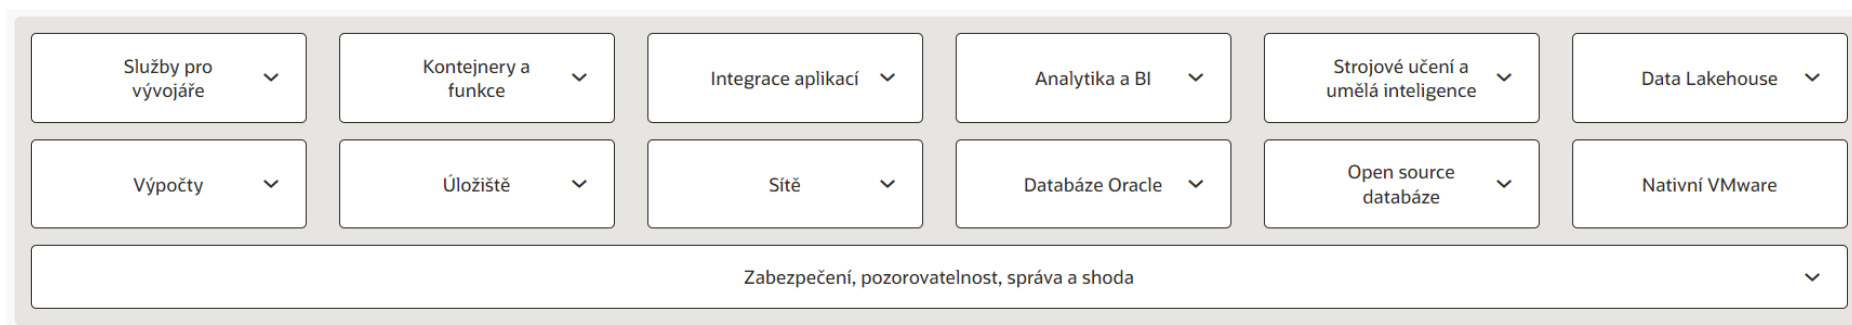 Služby pro
vývojáře
Kontejnery a
funkce
Integrace aplikací
Analytika a BI
Strojové učení a
umělá inteligence
Data Lakehouse
Výpočty
Úložiště
Sítě
Databáze Oracle
Open source
databáze
Nativní VMware
Zabezpečení, pozorovatelnost, správa a shoda